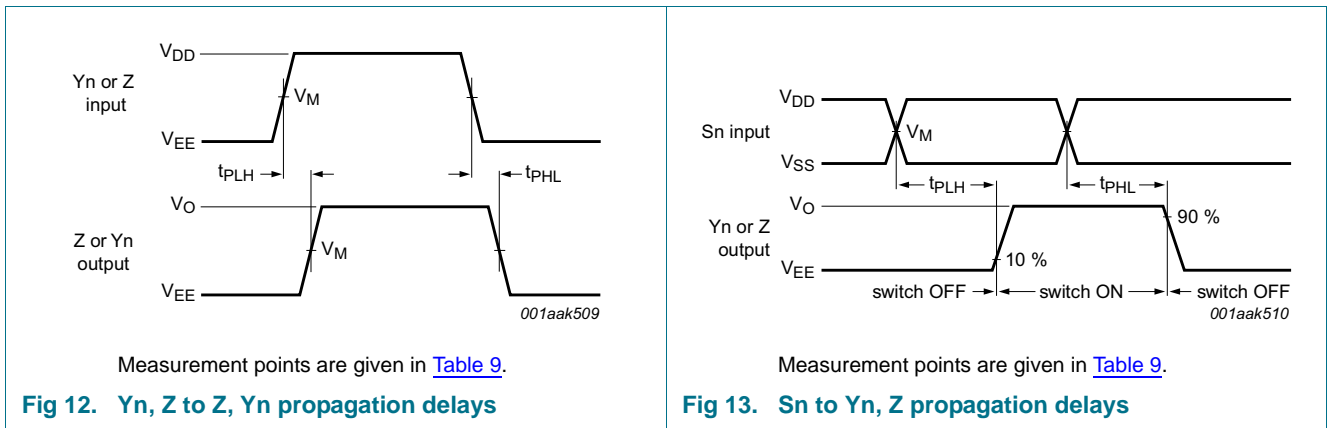 VDD
Yn or Z
input
VM
VEE
tPLH
tPHL
VO
Z or Yn
output
VM
VEE
001aak509
Measurement points are given in Table 9.
Fig 12. Yn, Z to Z, Yn propagation delays
VDD
Sn input
VM
VSS
tPLH
tPHL
VO
Yn or Z
output
90 %
10 %
VEE
switch OFF
switch ON
switch OFF
001aak510
Measurement points are given in Table 9.
Fig 13. Sn to Yn, Z propagation delays